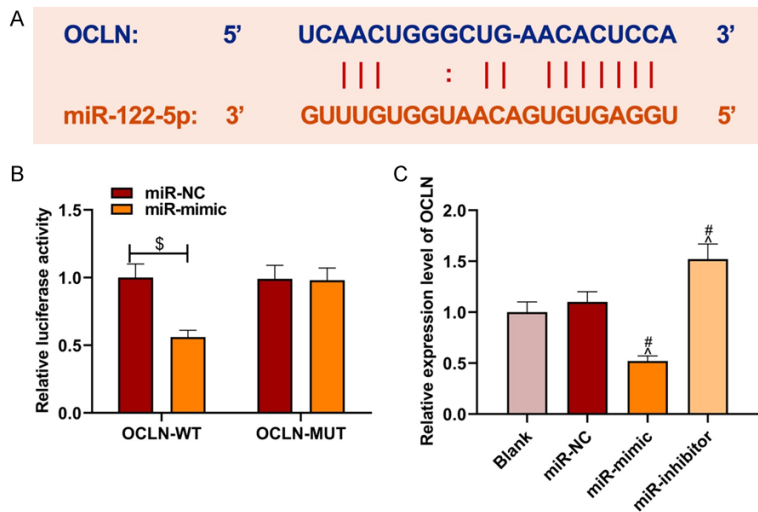 A
OCLN: 5’ UCAACUGGGCUG-AACACUCCA 3’
miR-122-5p: 3’ GUUUGUGGUAACAGUGUGAGGU 5’
B
miR-NC
miR-mimic
Relative luciferase activity
1.5
1.0
0.5
0.0
$
OCLN-WT
OCLN-MUT
C
Relative expression level of OCLN
2.0
1.5
1.0
0.5
0.0
#
^
#
^
Blank
miR-NC
miR-mimic
miR-inhibitor